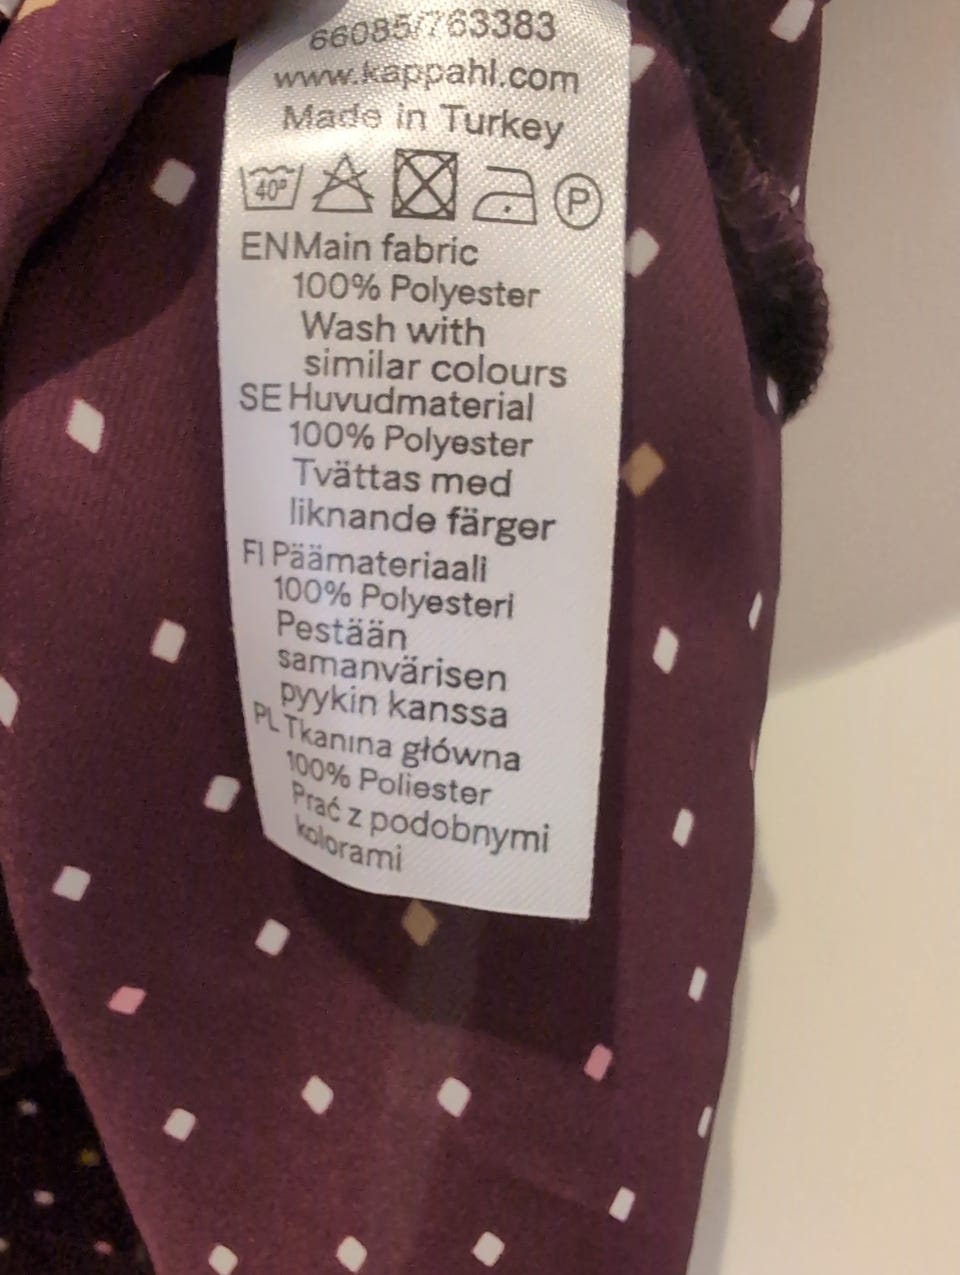 66085/763383
www.kappahl.com
Made in Turkey
40° P
ENMain fabric
100% Polyester
Wash with
similar colours
SE Huvudmaterial
100% Polyester
Tvättas med
liknande färger
FI Päämateriaali
100% Polyesteri
Pestään
samanvärisen
pyykin kanssa
PL Tkanina główna
100% Poliester
Prać z podobnymi
kolorami